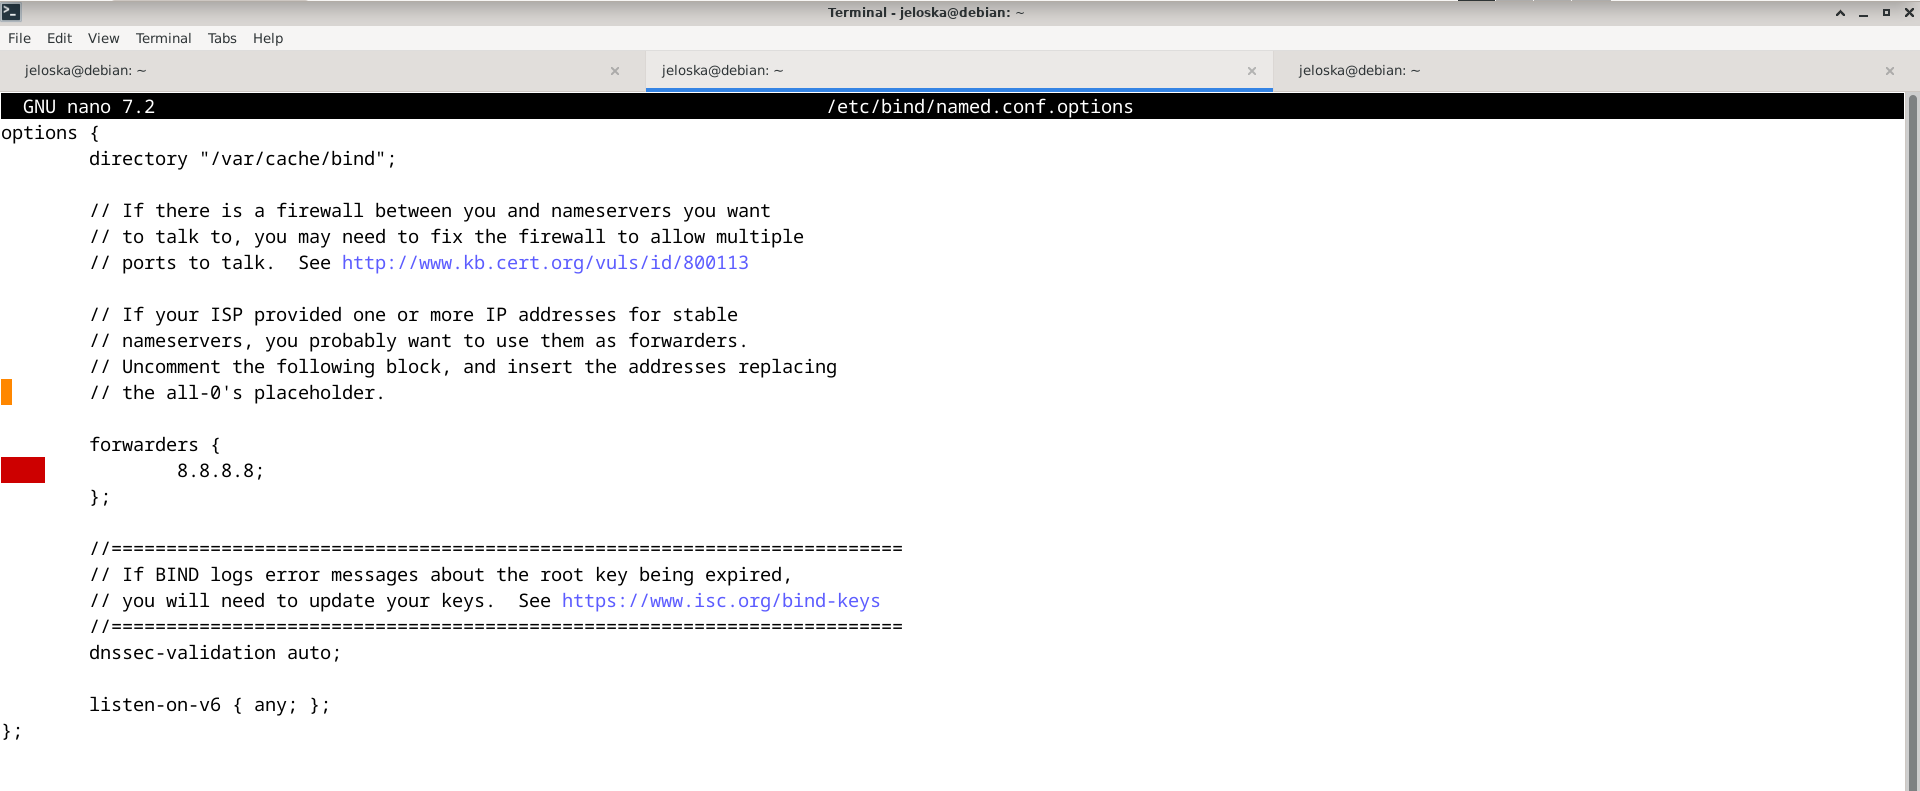 Terminal - jeloska@debian: ~
File Edit View Terminal Tabs Help
jeloska@debian: ~ jeloska@debian: ~ jeloska@debian: ~
GNU nano 7.2 /etc/bind/named.conf.options
options {
directory "/var/cache/bind";
// If there is a firewall between you and nameservers you want
// to talk to, you may need to fix the firewall to allow multiple
// ports to talk.  See http://www.kb.cert.org/vuls/id/800113
// If your ISP provided one or more IP addresses for stable
// nameservers, you probably want to use them as forwarders.
// Uncomment the following block, and insert the addresses replacing
// the all-0's placeholder.
forwarders {
8.8.8.8;
};
//========================================================================
// If BIND logs error messages about the root key being expired,
// you will need to update your keys.  See https://www.isc.org/bind-keys
//========================================================================
dnssec-validation auto;
listen-on-v6 { any; };
};